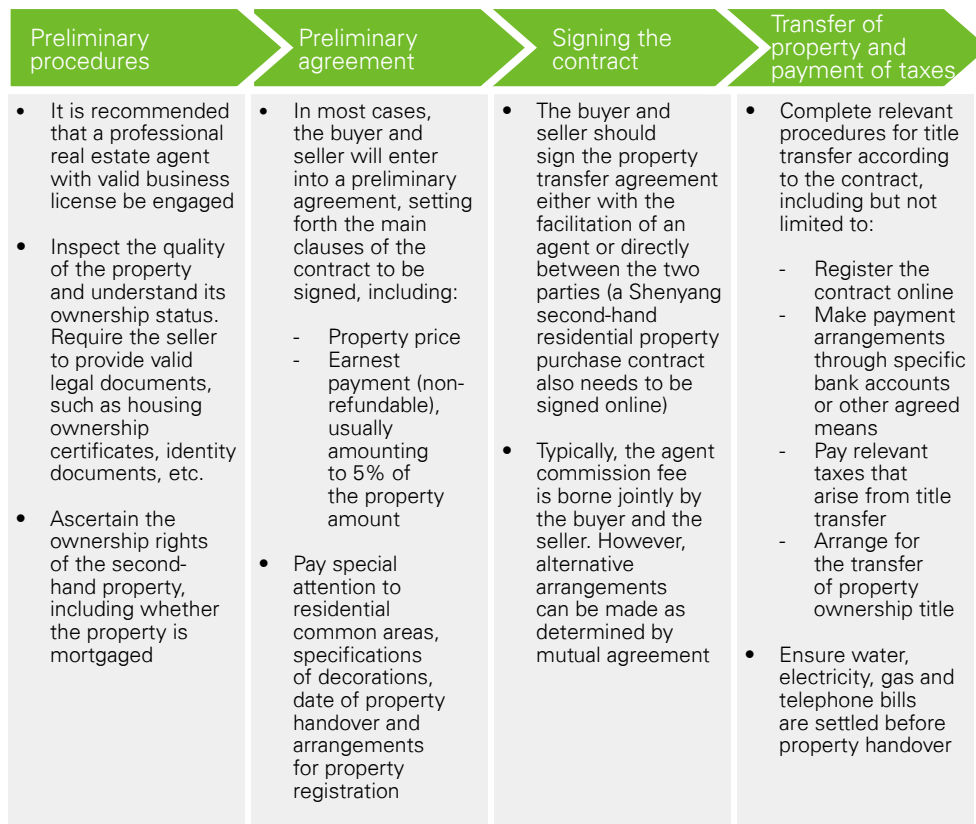 Preliminary
procedures
• It is recommended
that a professional
real estate agent
with valid business
license be engaged
• Inspect the quality
of the property
and understand its
ownership status.
Require the seller
to provide valid
legal documents,
such as housing
ownership
certificates, identity
documents, etc.
• Ascertain the
ownership rights
of the second-
hand property,
including whether
the property is
mortgaged
Preliminary
agreement
• In most cases,
the buyer and
seller will enter
into a preliminary
agreement, setting
forth the main
clauses of the
contract to be
signed, including:
- Property price
- Earnest
payment (non-
refundable),
usually
amounting
to 5% of
the property
amount
• Pay special
attention to
residential
common areas,
specifications
of decorations,
date of property
handover and
arrangements
for property
registration
Signing the
contract
• The buyer and
seller should
sign the property
transfer agreement
either with the
facilitation of an
agent or directly
between the two
parties (a Shenyang
second-hand
residential property
purchase contract
also needs to be
signed online)
• Typically, the agent
commission fee
is borne jointly by
the buyer and the
seller. However,
alternative
arrangements
can be made as
determined by
mutual agreement
Transfer of
property and
payment of taxes
• Complete relevant
procedures for title
transfer according
to the contract,
including but not
limited to:
- Register the
contract online
- Make payment
arrangements
through specific
bank accounts
or other agreed
means
- Pay relevant
taxes that
arise from title
transfer
- Arrange for
the transfer
of property
ownership title
• Ensure water,
electricity, gas and
telephone bills
are settled before
property handover